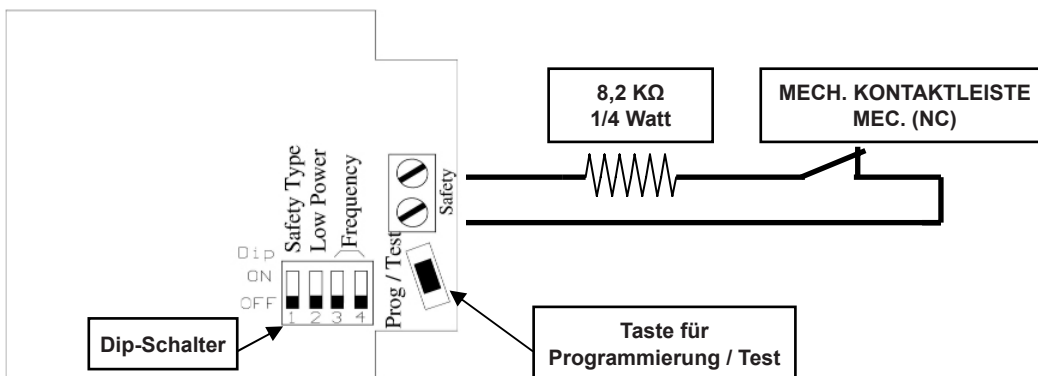 8,2 KΩ
1/4 Watt
MECH. KONTAKTLEISTE
MEC. (NC)
Safety Type
Low Power
Frequency
Safety
Prog / Test
Dip
ON
OFF
1 2 3 4
Dip-Schalter
Taste für
Programmierung / Test